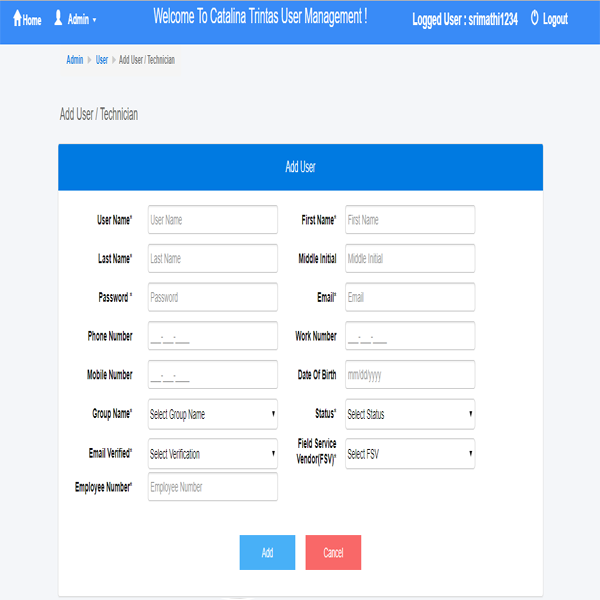 Home Admin Welcome To Catalina Trintas User Management ! Logged User : srimathi1234 Logout
Admin User Add User / Technician
Add User / Technician
Add User
User Name* User Name First Name* First Name
Last Name* Last Name Middle Initial Middle Initial
Password * Password Email* Email
Phone Number ___-___-____ Work Number ___-___-____
Mobile Number ___-___-____ Date Of Birth mm/dd/yyyy
Group Name* Select Group Name Status* Select Status
Email Verified* Select Verification Field Service Vendor(FSV)* Select FSV
Employee Number* Employee Number
Add Cancel